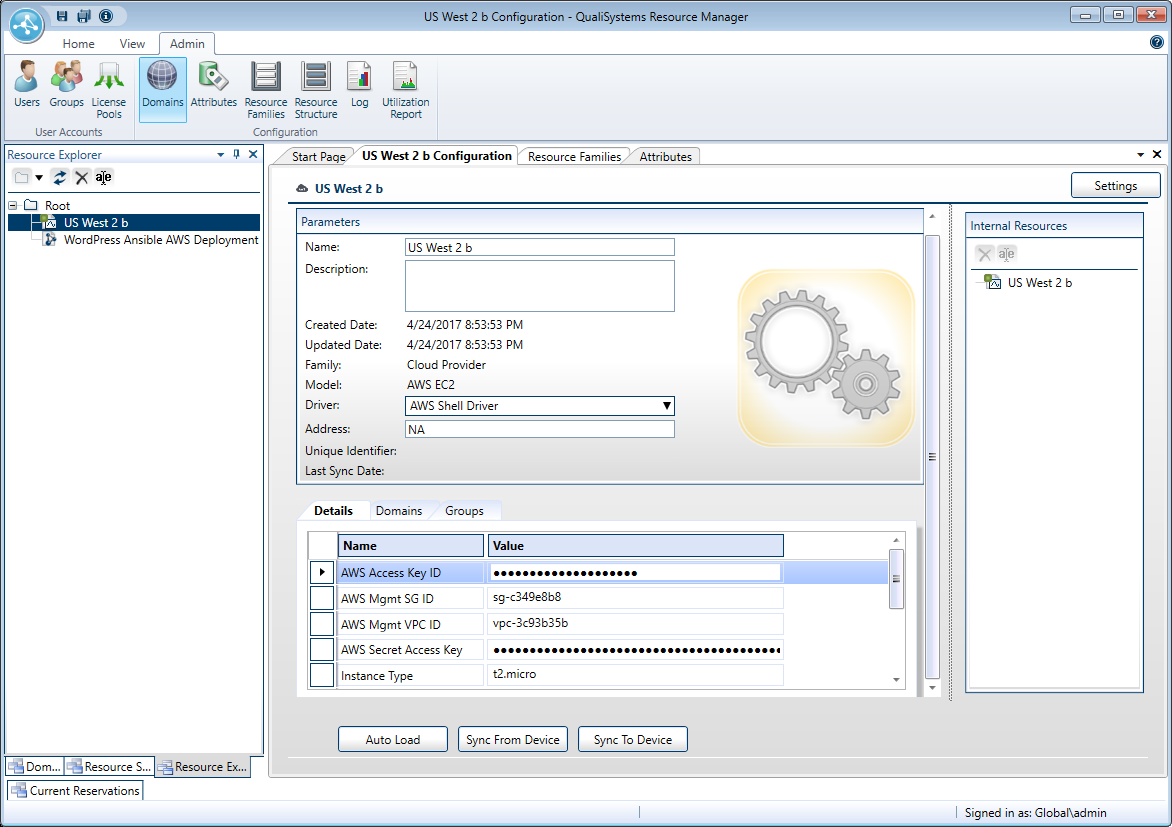 US West 2 b Configuration - QualiSystems Resource Manager
Home View Admin
Users Groups License Pools Domains Attributes Resource Families Resource Structure Log Utilization Report
User Accounts Configuration
Resource Explorer
Start Page US West 2 b Configuration Resource Families Attributes
a|e
Root
US West 2 b
WordPress Ansible AWS Deployment
US West 2 b
Settings
Parameters
Name: US West 2 b
Description:
Created Date: 4/24/2017 8:53:53 PM
Updated Date: 4/24/2017 8:53:53 PM
Family: Cloud Provider
Model: AWS EC2
Driver: AWS Shell Driver
Address: NA
Unique Identifier:
Last Sync Date:
Internal Resources
a|e
US West 2 b
Details Domains Groups
Name Value
AWS Access Key ID ●●●●●●●●●●●●●●●●●●●●
AWS Mgmt SG ID sg-c349e8b8
AWS Mgmt VPC ID vpc-3c93b35b
AWS Secret Access Key ●●●●●●●●●●●●●●●●●●●●●●●●●●●●●●●●●●●●●●●●
Instance Type t2.micro
Auto Load Sync From Device Sync To Device
Dom... Resource S... Resource Ex...
Current Reservations
Signed in as: Global\admin